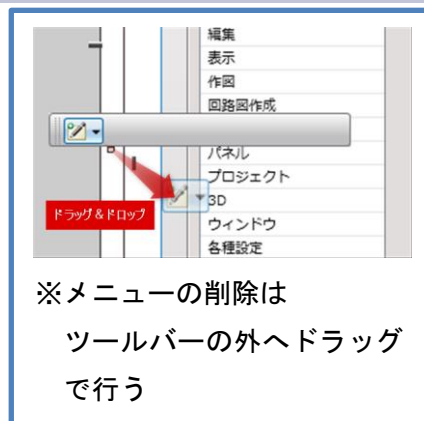 編集
表示
作図
回路図作成
パネル
プロジェクト
3D
ウィンドウ
各種設定
ドラッグ&ドロップ
※メニューの削除は
ツールバーの外へドラッグ
で行う